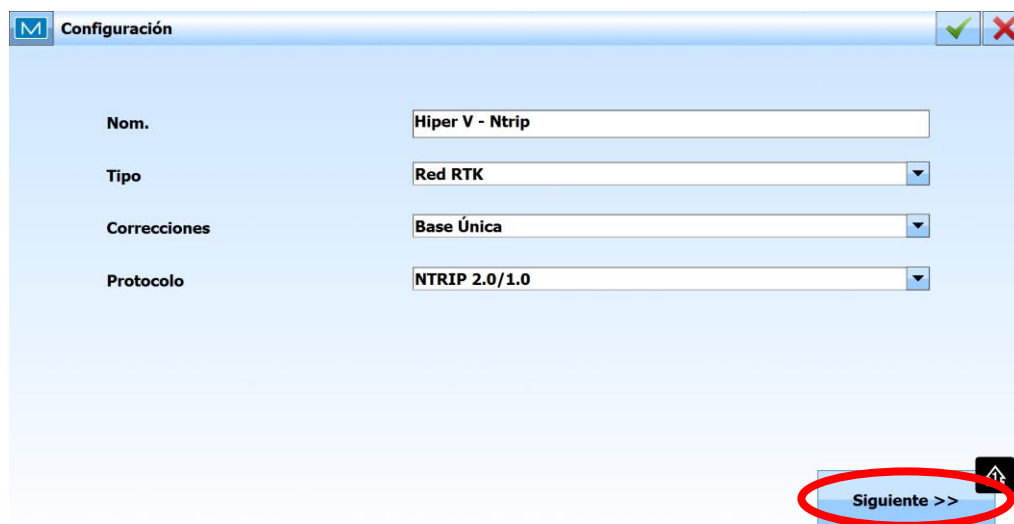 Configuración
Nom. Hiper V - Ntrip
Tipo Red RTK
Correcciones Base Única
Protocolo NTRIP 2.0/1.0
Siguiente >>